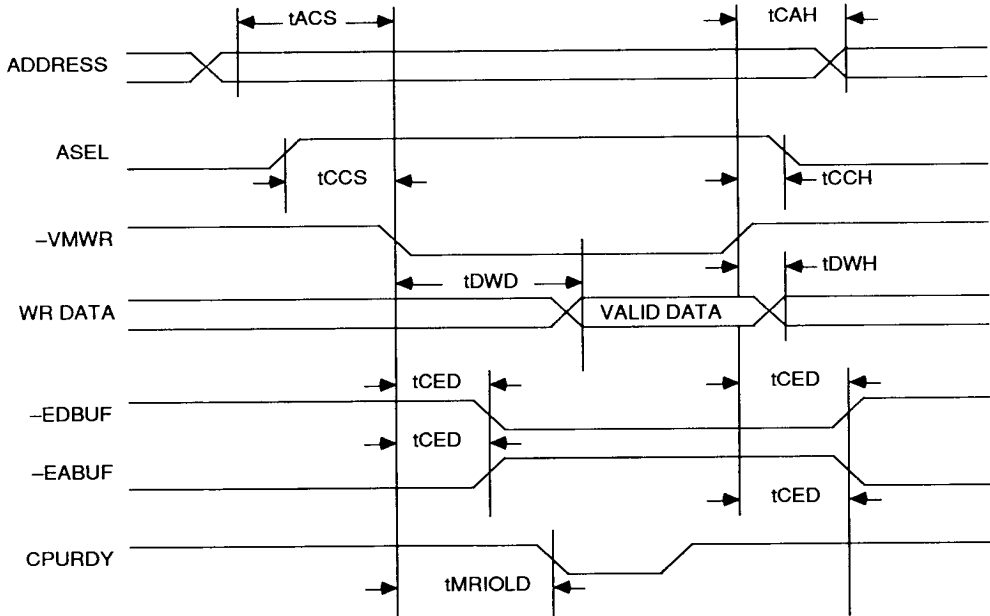 tACS
tCAH
ADDRESS
ASEL
tCCS
tCCH
–VMWR
tDWD
tDWH
WR DATA
VALID DATA
tCED
tCED
–EDBUF
tCED
–EABUF
tCED
CPURDY
tMRIOLD